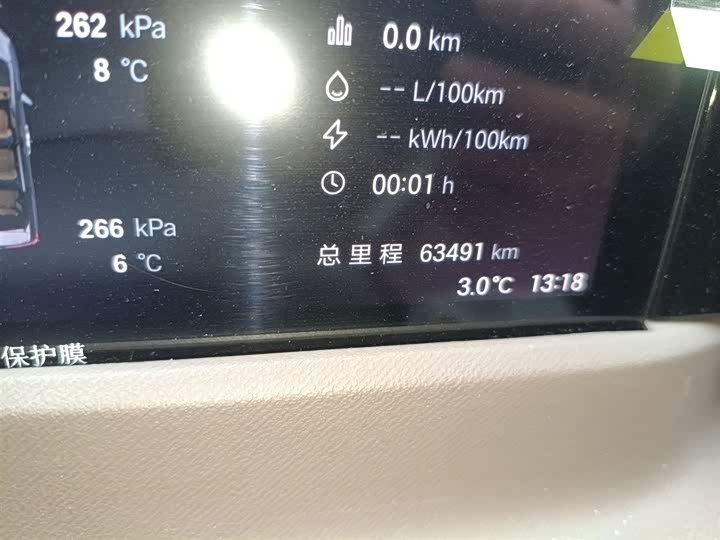 262 kPa
8 °C
0.0 km
-- L/100km
-- kWh/100km
00:01 h
266 kPa
6 °C
总里程 63491 km
3.0°C 13:18
保护膜